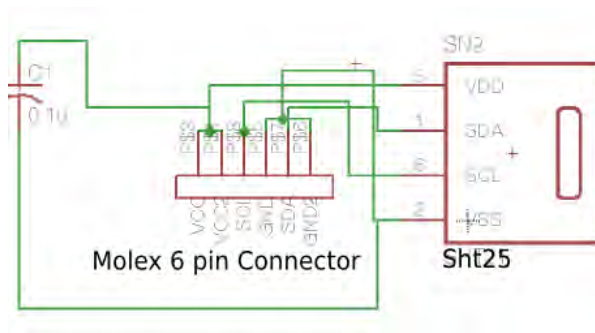 SN2
C1
0.1u
5
VDD
1
SDA
6
SCL
2
VSS
VCC
VCC2
SCL
GND
SDA
GND2
Molex 6 pin Connector
Sht25